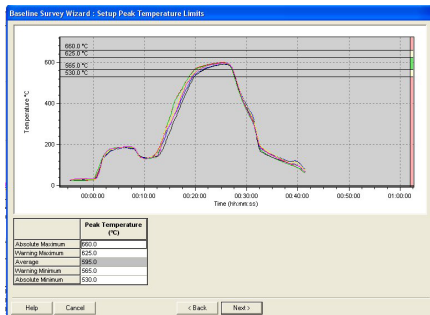 Baseline Survey Wizard : Setup Peak Temperature Limits
660.0 °C
625.0 °C
565.0 °C
530.0 °C
600
400
200
0
Temperature °C
00:00:00 00:10:00 00:20:00 00:30:00 00:40:00 00:50:00 01:00:00
Time (hh:mm:ss)
Peak Temperature
(°C)
Absolute Maximum 660.0
Warning Maximum 625.0
Average 595.0
Warning Minimum 565.0
Absolute Minimum 530.0
Help Cancel < Back Next >